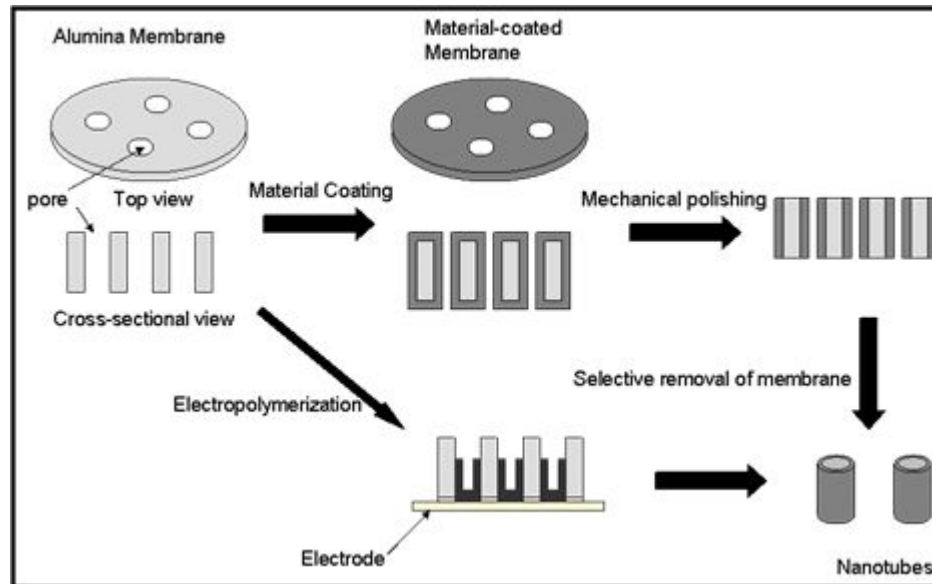 Alumina Membrane
Material-coated
Membrane
pore
Top view
Material Coating
Mechanical polishing
Cross-sectional view
Electropolymerization
Selective removal of membrane
Electrode
Nanotubes